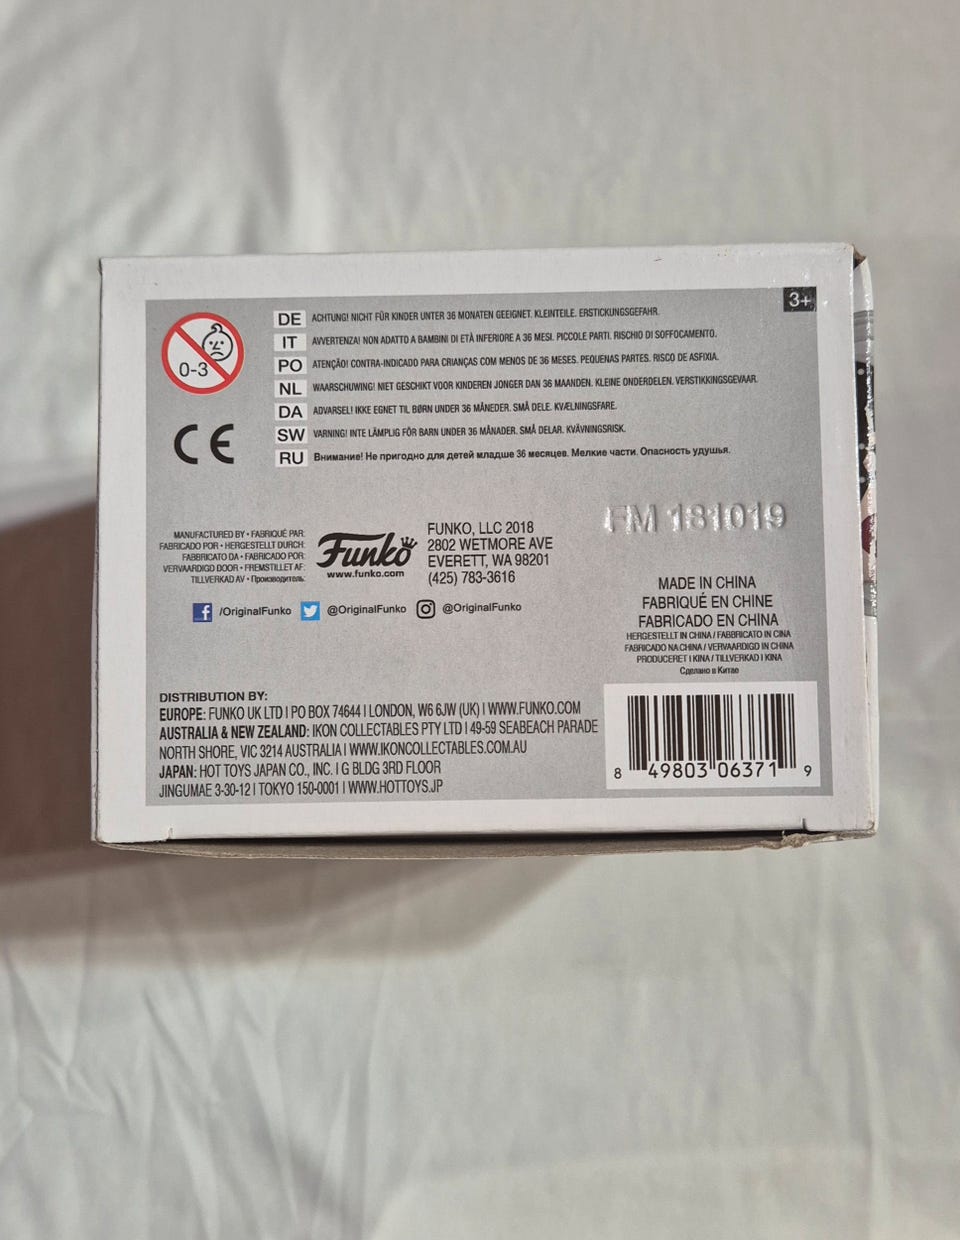 3+
0-3
CE
DE ACHTUNG! NICHT FÜR KINDER UNTER 36 MONATEN GEEIGNET. KLEINTEILE. ERSTICKUNGSGEFAHR.
IT AVVERTENZA! NON ADATTO A BAMBINI DI ETÀ INFERIORE A 36 MESI. PICCOLE PARTI. RISCHIO DI SOFFOCAMENTO.
PO ATENÇÃO! CONTRA-INDICADO PARA CRIANÇAS COM MENOS DE 36 MESES. PEQUENAS PARTES. RISCO DE ASFIXIA.
NL WAARSCHUWING! NIET GESCHIKT VOOR KINDEREN JONGER DAN 36 MAANDEN. KLEINE ONDERDELEN. VERSTIKKINGSGEVAAR.
DA ADVARSEL! IKKE EGNET TIL BØRN UNDER 36 MÅNEDER. SMÅ DELE. KVÆLNINGSFARE.
SW VARNING! INTE LÄMPLIG FÖR BARN UNDER 36 MÅNADER. SMÅ DELAR. KVÄVNINGSRISK.
RU Внимание! Не пригодно для детей младше 36 месяцев. Мелкие части. Опасность удушья.
FM 181019
MANUFACTURED BY • FABRIQUÉ PAR:
FABRICADO POR • HERGESTELLT DURCH:
FABBRICATO DA • FABRICADO POR:
VERVAARDIGD DOOR • FREMSTILLET AF:
TILLVERKAD AV • Производитель:
Funko
www.funko.com
FUNKO, LLC 2018
2802 WETMORE AVE
EVERETT, WA 98201
(425) 783-3616
/OriginalFunko @OriginalFunko @OriginalFunko
MADE IN CHINA
FABRIQUÉ EN CHINE
FABRICADO EN CHINA
HERGESTELLT IN CHINA / FABBRICATO IN CINA
FABRICADO NA CHINA / VERVAARDIGD IN CHINA
PRODUCERET I KINA / TILLVERKAD I KINA
Сделано в Китае
DISTRIBUTION BY:
EUROPE: FUNKO UK LTD | PO BOX 74644 | LONDON, W6 6JW (UK) | WWW.FUNKO.COM
AUSTRALIA & NEW ZEALAND: IKON COLLECTABLES PTY LTD | 49-59 SEABEACH PARADE
NORTH SHORE, VIC 3214 AUSTRALIA | WWW.IKONCOLLECTABLES.COM.AU
JAPAN: HOT TOYS JAPAN CO., INC. | G BLDG 3RD FLOOR
JINGUMAE 3-30-12 | TOKYO 150-0001 | WWW.HOTTOYS.JP
8 49803 06371 9